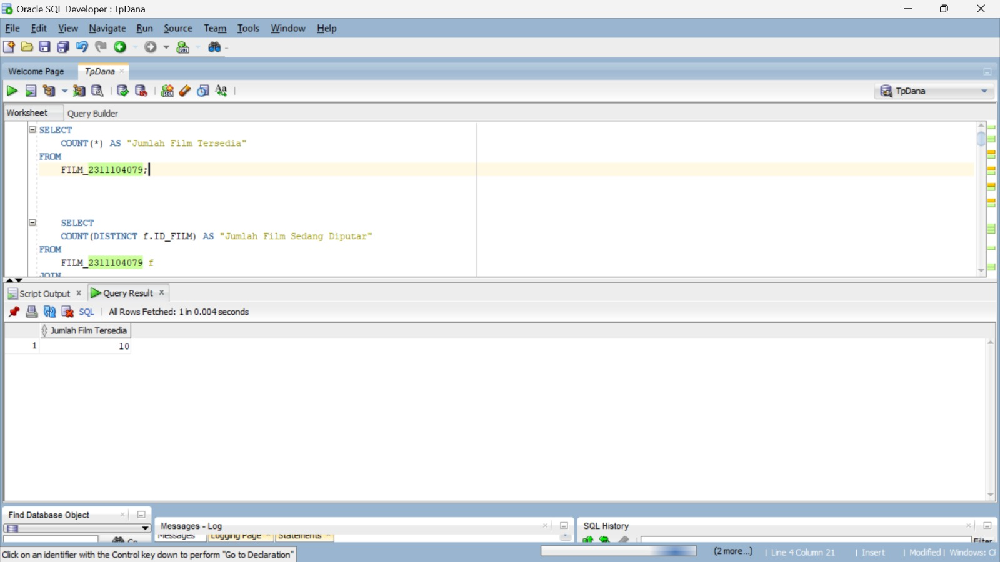 Oracle SQL Developer : TpDana
File Edit View Navigate Run Source Team Tools Window Help
Welcome Page TpDana
TpDana
Worksheet Query Builder
SELECT
COUNT(*) AS "Jumlah Film Tersedia"
FROM
FILM_2311104079;
SELECT
COUNT(DISTINCT f.ID_FILM) AS "Jumlah Film Sedang Diputar"
FROM
FILM_2311104079 f
JOIN
Script Output Query Result
SQL All Rows Fetched: 1 in 0.004 seconds
Jumlah Film Tersedia
1 10
Find Database Object
Messages - Log
SQL History
Messages Logging Page Statements
Go
Filter
Click on an identifier with the Control key down to perform "Go to Declaration"
(2 more...) | Line 4 Column 21 | Insert | Modified | Windows: CF